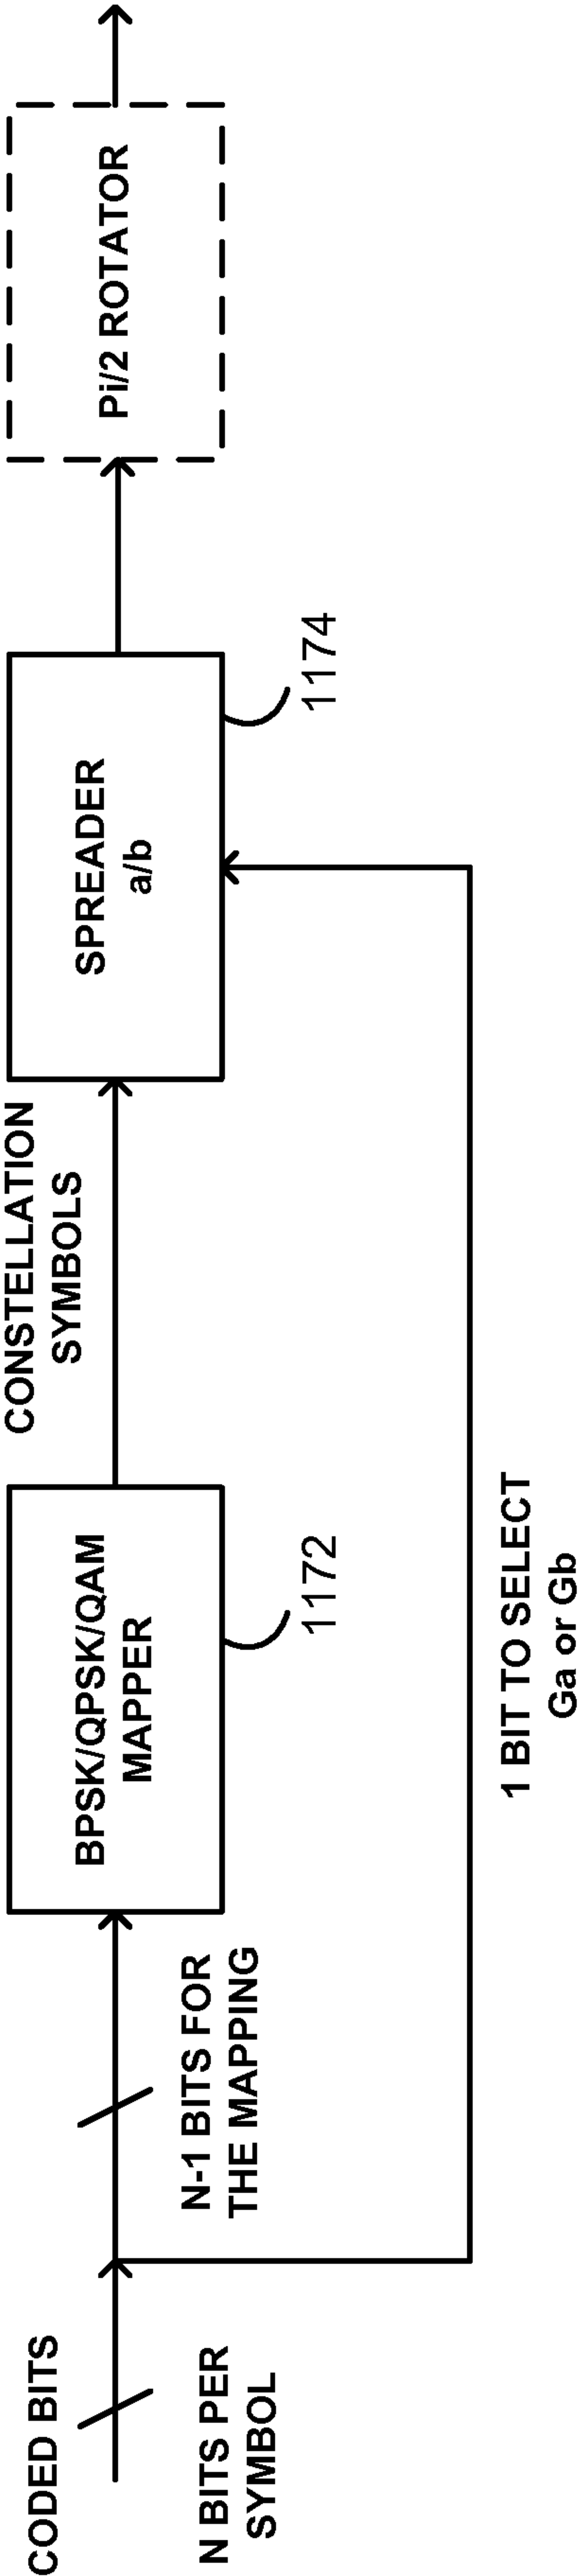 CODED BITS
N BITS PER
SYMBOL
N-1 BITS FOR
THE MAPPING
BPSK/QPSK/QAM
MAPPER
1172
CONSTELLATION
SYMBOLS
SPREADER
a/b
1174
Pi/2 ROTATOR
1 BIT TO SELECT
Ga or Gb